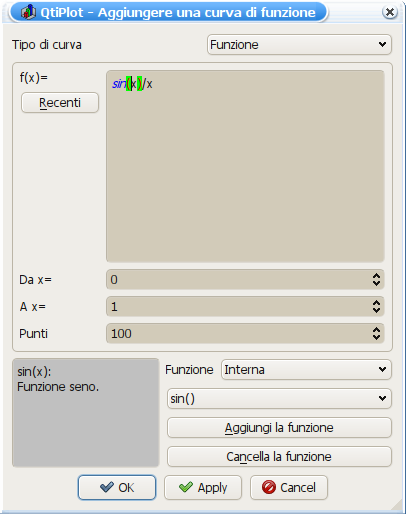 QtiPlot - Aggiungere una curva di funzione
Tipo di curva Funzione
f(x)= sin(x)/x
Recenti
Da x= 0
A x= 1
Punti 100
sin(x):
Funzione seno.
Funzione Interna
sin()
Aggiungi la funzione
Cancella la funzione
OK Apply Cancel